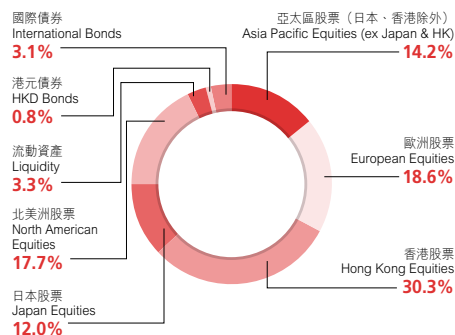 國際債券
International Bonds
3.1%
港元債券
HKD Bonds
0.8%
流動資產
Liquidity
3.3%
北美洲股票
North American
Equities
17.7%
日本股票
Japan Equities
12.0%
亞太區股票（日本、香港除外）
Asia Pacific Equities (ex Japan & HK)
14.2%
歐洲股票
European Equities
18.6%
香港股票
Hong Kong Equities
30.3%